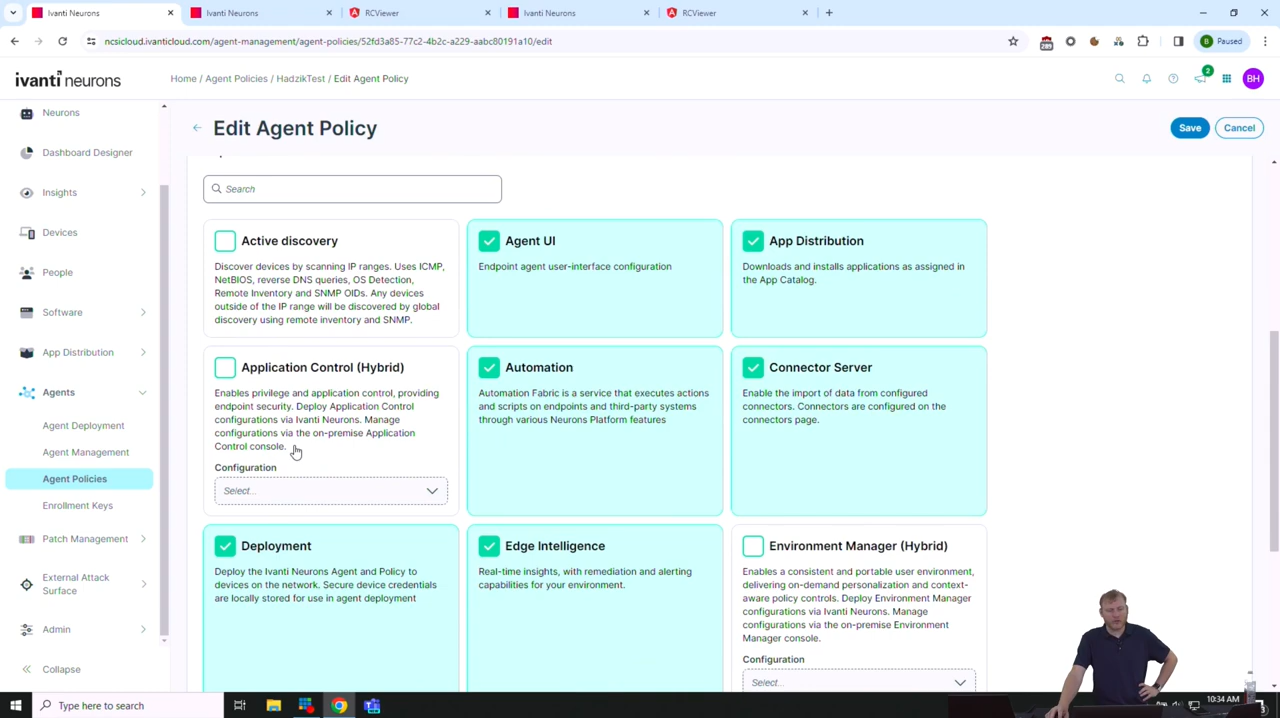 Ivanti Neurons
Ivanti Neurons
RCViewer
Ivanti Neurons
RCViewer
ncsicloud.ivanticloud.com/agent-management/agent-policies/52fd3a85-77c2-4b2c-a229-aabc80191a10/edit
209
B
Paused
ivanti neurons
Home / Agent Policies / HadzikTest / Edit Agent Policy
2
BH
Neurons
Dashboard Designer
Insights
Devices
People
Software
App Distribution
Agents
Agent Deployment
Agent Management
Agent Policies
Enrollment Keys
Patch Management
External Attack
Surface
Admin
Collapse
Edit Agent Policy
Save
Cancel
Search
Active discovery
Discover devices by scanning IP ranges. Uses ICMP,
NetBIOS, reverse DNS queries, OS Detection,
Remote Inventory and SNMP OIDs. Any devices
outside of the IP range will be discovered by global
discovery using remote inventory and SNMP.
Agent UI
Endpoint agent user-interface configuration
App Distribution
Downloads and installs applications as assigned in
the App Catalog.
Application Control (Hybrid)
Enables privilege and application control, providing
endpoint security. Deploy Application Control
configurations via Ivanti Neurons. Manage
configurations via the on-premise Application
Control console.
Configuration
Select...
Automation
Automation Fabric is a service that executes actions
and scripts on endpoints and third-party systems
through various Neurons Platform features
Connector Server
Enable the import of data from configured
connectors. Connectors are configured on the
connectors page.
Deployment
Deploy the Ivanti Neurons Agent and Policy to
devices on the network. Secure device credentials
are locally stored for use in agent deployment
Edge Intelligence
Real-time insights, with remediation and alerting
capabilities for your environment.
Environment Manager (Hybrid)
Enables a consistent and portable user environment,
delivering on-demand personalization and context-
aware policy controls. Deploy Environment Manager
configurations via Ivanti Neurons. Manage
configurations via the on-premise Environment
Manager console.
Configuration
Select...
Type here to search
10:34 AM